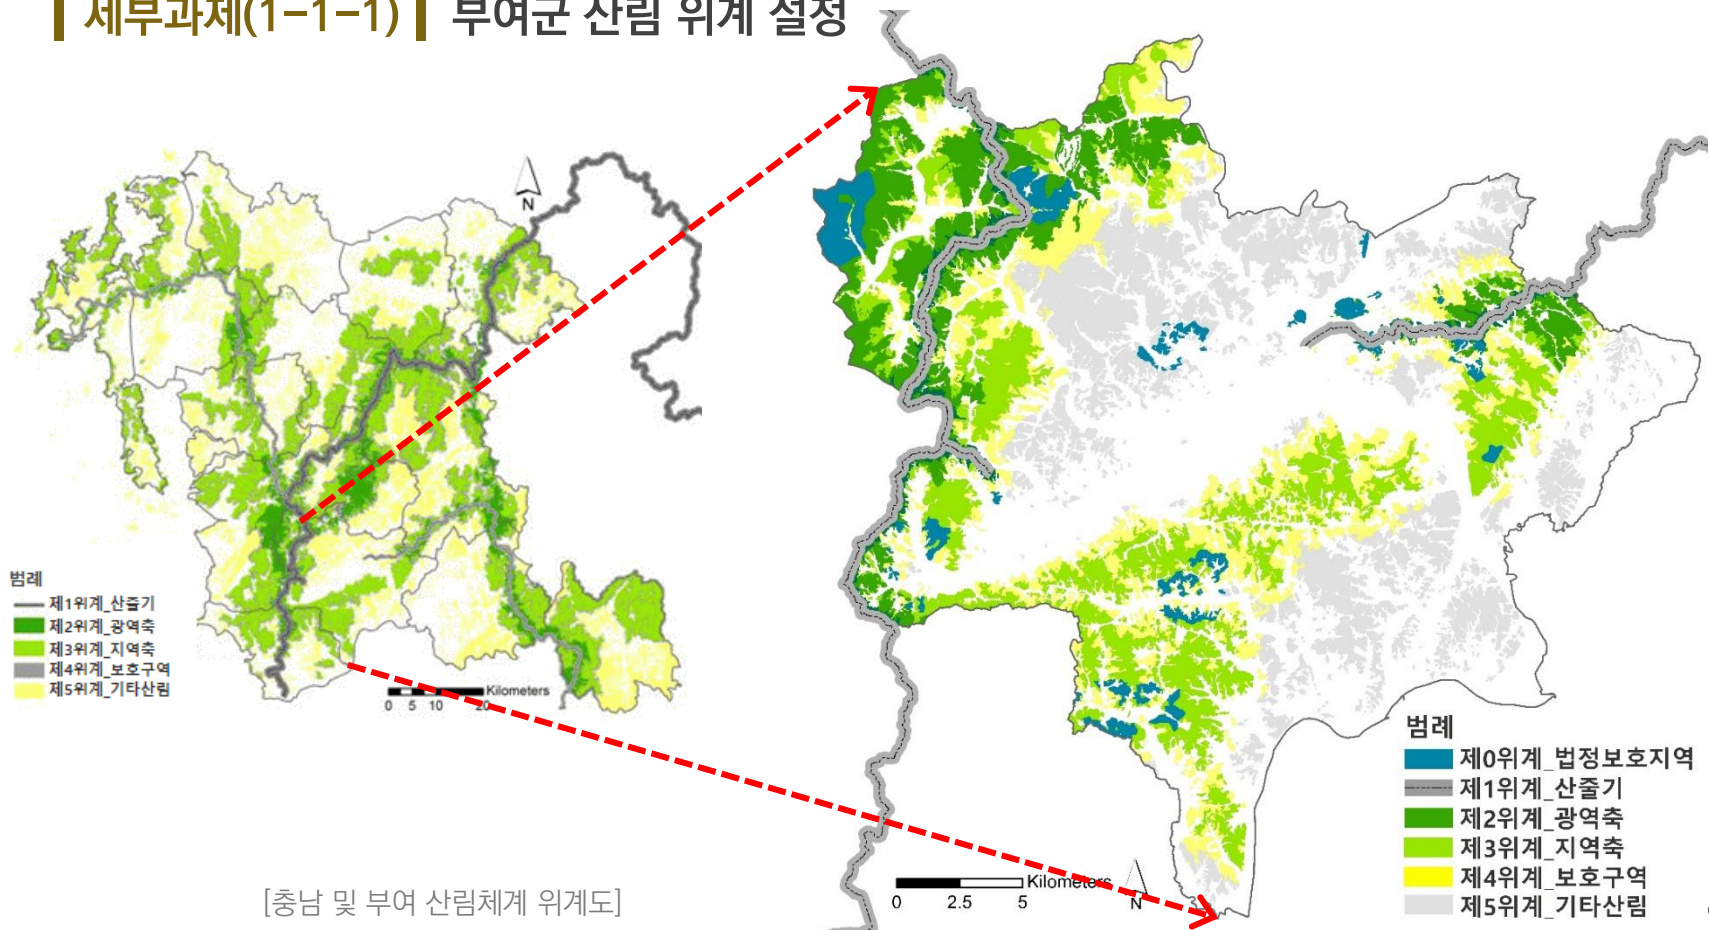 세부과제(1-1-1) 부여군 산림 위계 설정
N
범례
제1위계_산줄기
제2위계_광역축
제3위계_지역축
제4위계_보호구역
제5위계_기타산림
Kilometers
0 5 10 20
[충남 및 부여 산림체계 위계도]
Kilometers
0 2.5 5
N
범례
제0위계_법정보호지역
제1위계_산줄기
제2위계_광역축
제3위계_지역축
제4위계_보호구역
제5위계_기타산림